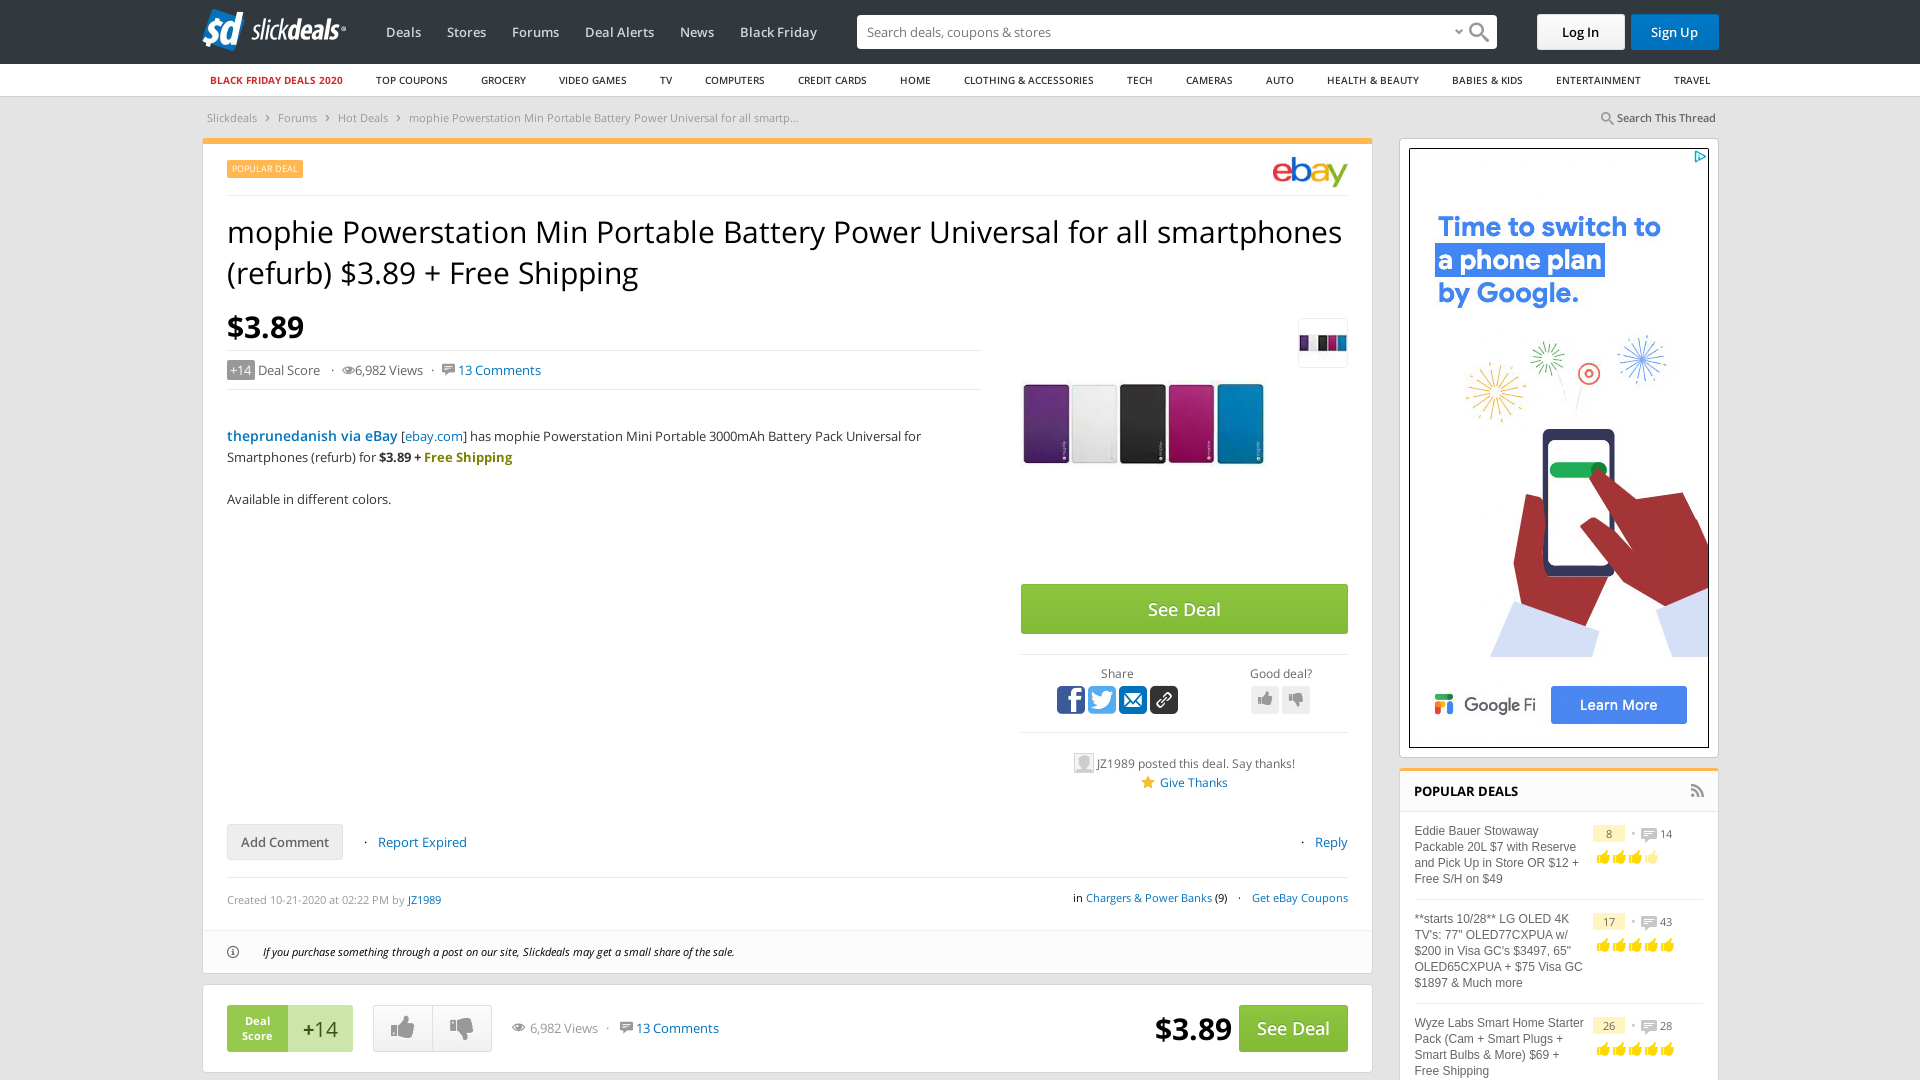 sd slickdeals
Deals Stores Forums Deal Alerts News Black Friday
Search deals, coupons & stores
Log In Sign Up
BLACK FRIDAY DEALS 2020 TOP COUPONS GROCERY VIDEO GAMES TV COMPUTERS CREDIT CARDS HOME CLOTHING & ACCESSORIES TECH CAMERAS AUTO HEALTH & BEAUTY BABIES & KIDS ENTERTAINMENT TRAVEL
Slickdeals › Forums › Hot Deals › mophie Powerstation Min Portable Battery Power Universal for all smartp...
Search This Thread
POPULAR DEAL
ebay
mophie Powerstation Min Portable Battery Power Universal for all smartphones
(refurb) $3.89 + Free Shipping
$3.89
+14 Deal Score · 6,982 Views · 13 Comments
theprunedanish via eBay [ebay.com] has mophie Powerstation Mini Portable 3000mAh Battery Pack Universal for
Smartphones (refurb) for $3.89 + Free Shipping
Available in different colors.
See Deal
Share
Good deal?
JZ1989 posted this deal. Say thanks!
Give Thanks
Add Comment · Report Expired
· Reply
Created 10-21-2020 at 02:22 PM by JZ1989
in Chargers & Power Banks (9) · Get eBay Coupons
If you purchase something through a post on our site, Slickdeals may get a small share of the sale.
Deal
Score
+14
6,982 Views · 13 Comments
$3.89
See Deal
Time to switch to
a phone plan
by Google.
Google Fi
Learn More
POPULAR DEALS
Eddie Bauer Stowaway
Packable 20L $7 with Reserve
and Pick Up in Store OR $12 +
Free S/H on $49
8 • 14
**starts 10/28** LG OLED 4K
TV's: 77" OLED77CXPUA w/
$200 in Visa GC's $3497, 65"
OLED65CXPUA + $75 Visa GC
$1897 & Much more
17 • 43
Wyze Labs Smart Home Starter
Pack (Cam + Smart Plugs +
Smart Bulbs & More) $69 +
Free Shipping
26 • 28